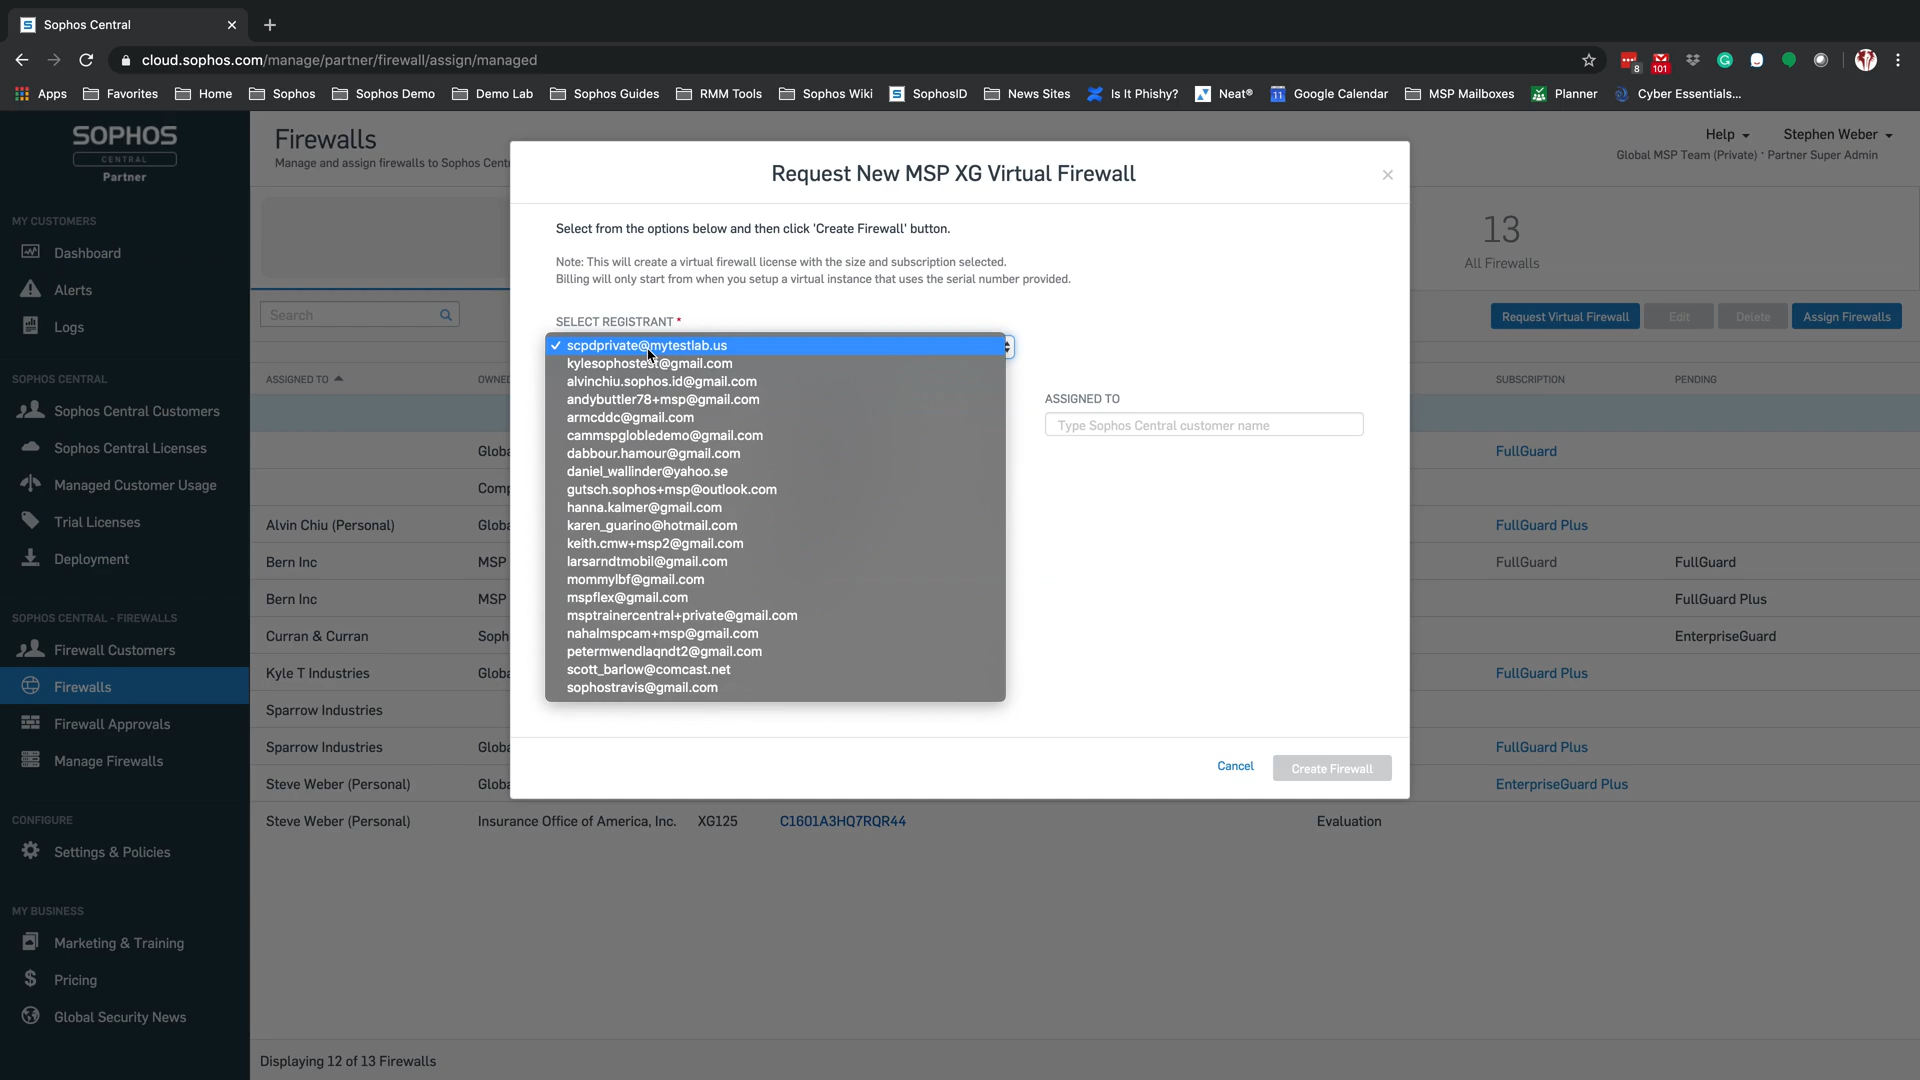 Sophos Central
cloud.sophos.com/manage/partner/firewall/assign/managed
8
101
Apps Favorites Home Sophos Sophos Demo Demo Lab Sophos Guides RMM Tools Sophos Wiki SophosID News Sites Is It Phishy? Neat® 11 Google Calendar MSP Mailboxes Planner Cyber Essentials...
SOPHOS
CENTRAL
Partner
MY CUSTOMERS
Dashboard
Alerts
Logs
SOPHOS CENTRAL
Sophos Central Customers
Sophos Central Licenses
Managed Customer Usage
Trial Licenses
Deployment
SOPHOS CENTRAL - FIREWALLS
Firewall Customers
Firewalls
Firewall Approvals
Manage Firewalls
CONFIGURE
Settings & Policies
MY BUSINESS
Marketing & Training
Pricing
Global Security News
Firewalls
Manage and assign firewalls to Sophos Cent
Help
Stephen Weber
Global MSP Team (Private) · Partner Super Admin
13
All Firewalls
Search
Request Virtual Firewall Edit Delete Assign Firewalls
ASSIGNED TO OWNE SUBSCRIPTION PENDING
Globa FullGuard
Comp
Alvin Chiu (Personal) Globa FullGuard Plus
Bern Inc MSP FullGuard FullGuard
Bern Inc MSP FullGuard Plus
Curran & Curran Soph EnterpriseGuard
Kyle T Industries Globa FullGuard Plus
Sparrow Industries
Sparrow Industries Globa FullGuard Plus
Steve Weber (Personal) Globa EnterpriseGuard Plus
Steve Weber (Personal) Insurance Office of America, Inc. XG125 C1601A3HQ7RQR44 Evaluation
Displaying 12 of 13 Firewalls
Request New MSP XG Virtual Firewall
Select from the options below and then click 'Create Firewall' button.
Note: This will create a virtual firewall license with the size and subscription selected.
Billing will only start from when you setup a virtual instance that uses the serial number provided.
SELECT REGISTRANT *
scpdprivate@mytestlab.us
kylesophostest@gmail.com
alvinchiu.sophos.id@gmail.com
andybuttler78+msp@gmail.com
armcddc@gmail.com
cammspglobledemo@gmail.com
dabbour.hamour@gmail.com
daniel_wallinder@yahoo.se
gutsch.sophos+msp@outlook.com
hanna.kalmer@gmail.com
karen_guarino@hotmail.com
keith.cmw+msp2@gmail.com
larsarndtmobil@gmail.com
mommylbf@gmail.com
mspflex@gmail.com
msptrainercentral+private@gmail.com
nahalmspcam+msp@gmail.com
petermwendlaqndt2@gmail.com
scott_barlow@comcast.net
sophostravis@gmail.com
ASSIGNED TO
Type Sophos Central customer name
Cancel Create Firewall